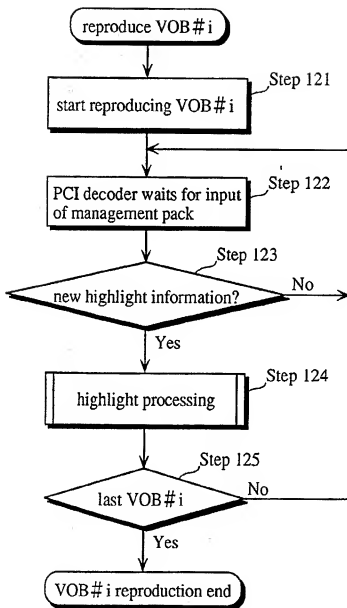 reproduce VOB#i
Step 121
start reproducing VOB#i
Step 122
PCI decoder waits for input
of management pack
Step 123
new highlight information?
No
Yes
Step 124
highlight processing
Step 125
last VOB#i
No
Yes
VOB#i reproduction end